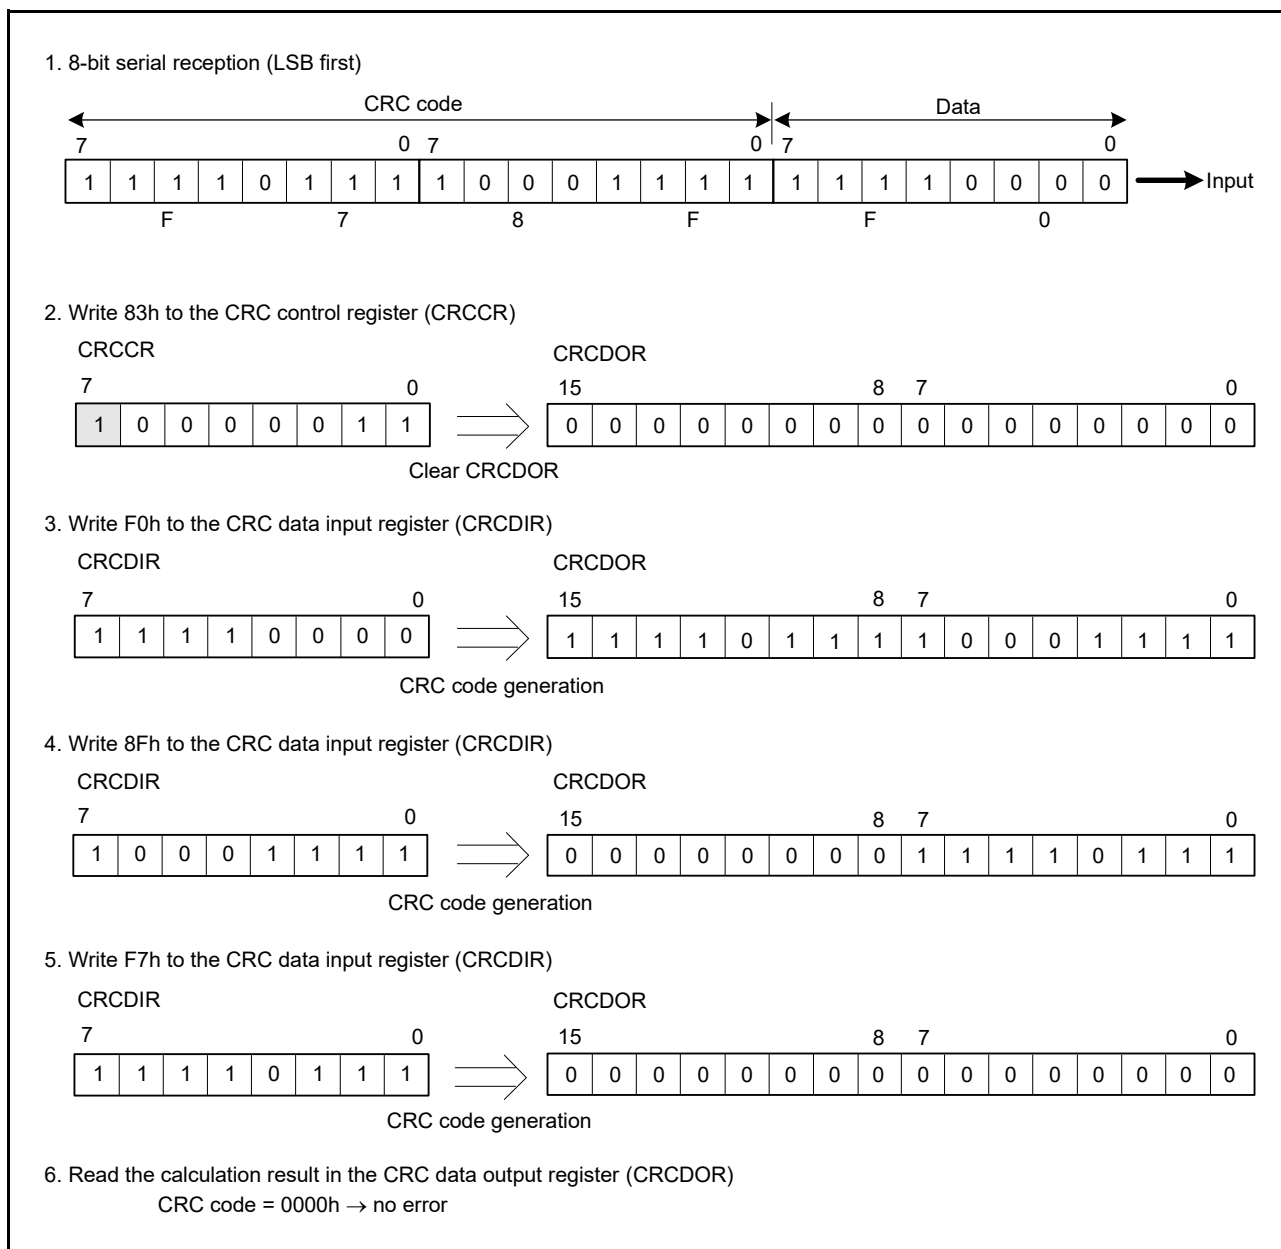 1. 8-bit serial reception (LSB first)
CRC code Data
7 0 7 0 7 0
1 1 1 1 0 1 1 1 1 0 0 0 1 1 1 1 1 1 1 1 0 0 0 0 Input
F 7 8 F F 0
2. Write 83h to the CRC control register (CRCCR)
CRCCR CRCDOR
7 0 15 8 7 0
1 0 0 0 0 0 1 1 0 0 0 0 0 0 0 0 0 0 0 0 0 0 0 0
Clear CRCDOR
3. Write F0h to the CRC data input register (CRCDIR)
CRCDIR CRCDOR
7 0 15 8 7 0
1 1 1 1 0 0 0 0 1 1 1 1 0 1 1 1 1 0 0 0 1 1 1 1
CRC code generation
4. Write 8Fh to the CRC data input register (CRCDIR)
CRCDIR CRCDOR
7 0 15 8 7 0
1 0 0 0 1 1 1 1 0 0 0 0 0 0 0 0 1 1 1 1 0 1 1 1
CRC code generation
5. Write F7h to the CRC data input register (CRCDIR)
CRCDIR CRCDOR
7 0 15 8 7 0
1 1 1 1 0 1 1 1 0 0 0 0 0 0 0 0 0 0 0 0 0 0 0 0
CRC code generation
6. Read the calculation result in the CRC data output register (CRCDOR)
CRC code = 0000h → no error